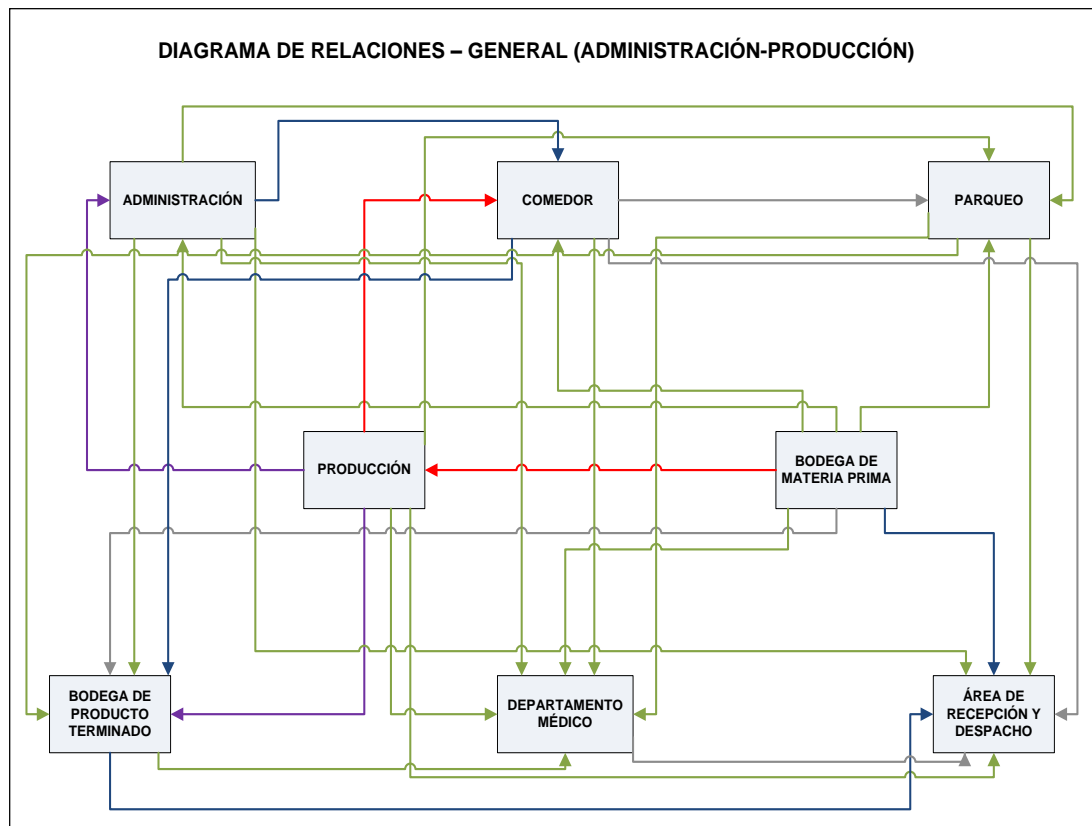 DIAGRAMA DE RELACIONES – GENERAL (ADMINISTRACIÓN-PRODUCCIÓN)
ADMINISTRACIÓN
COMEDOR
PARQUEO
PRODUCCIÓN
BODEGA DE
MATERIA PRIMA
BODEGA DE
PRODUCTO
TERMINADO
DEPARTAMENTO
MÉDICO
ÁREA DE
RECEPCIÓN Y
DESPACHO